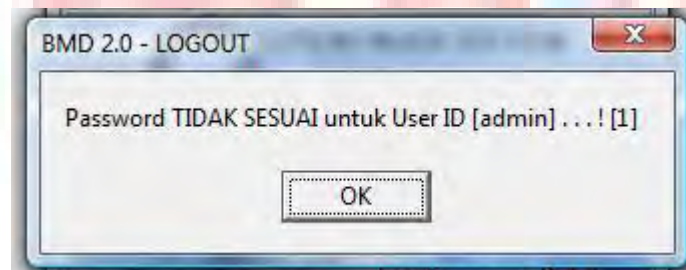 BMD 2.0 - LOGOUT
Password TIDAK SESUAI untuk User ID [admin] . . . ! [1]
OK